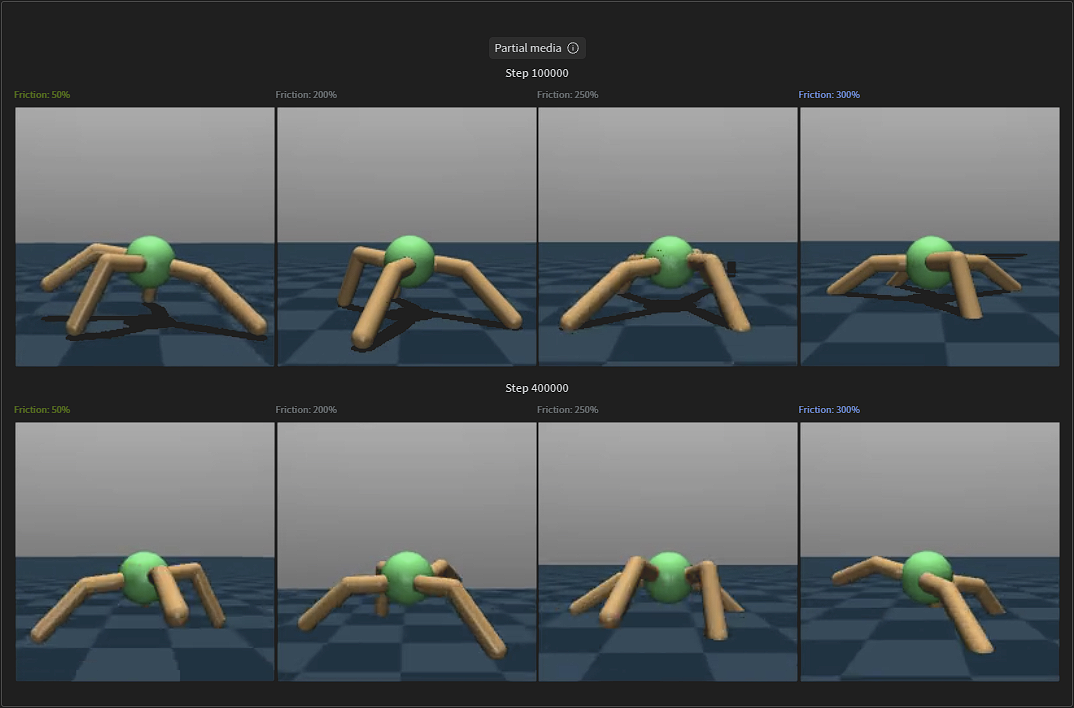 Partial media
Step 100000
Friction: 50%
Friction: 200%
Friction: 250%
Friction: 300%
Step 400000
Friction: 50%
Friction: 200%
Friction: 250%
Friction: 300%